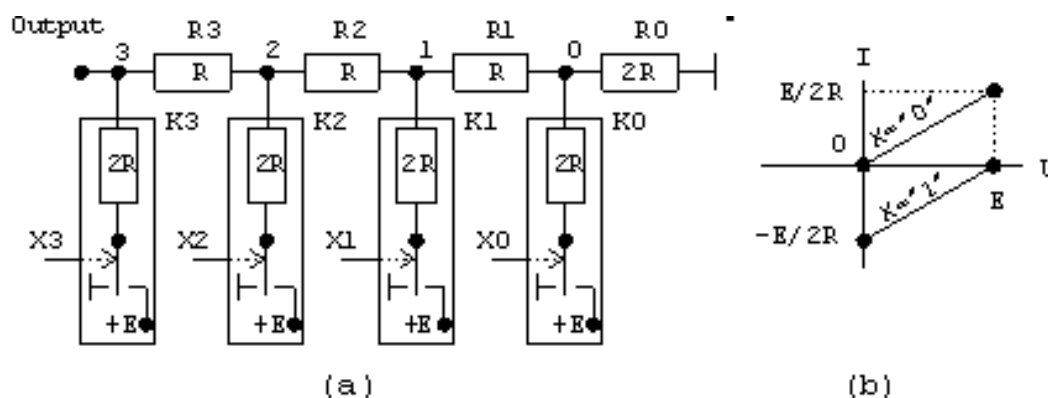 Output
R3 R2 R1 R0
3 2 1 0
R R R 2R
K3 K2 K1 K0
2R 2R 2R 2R
X3 X2 X1 X0
+E +E +E +E
(a)
I
E/2R
X="0"
0
U
X="1"
E
-E/2R
(b)